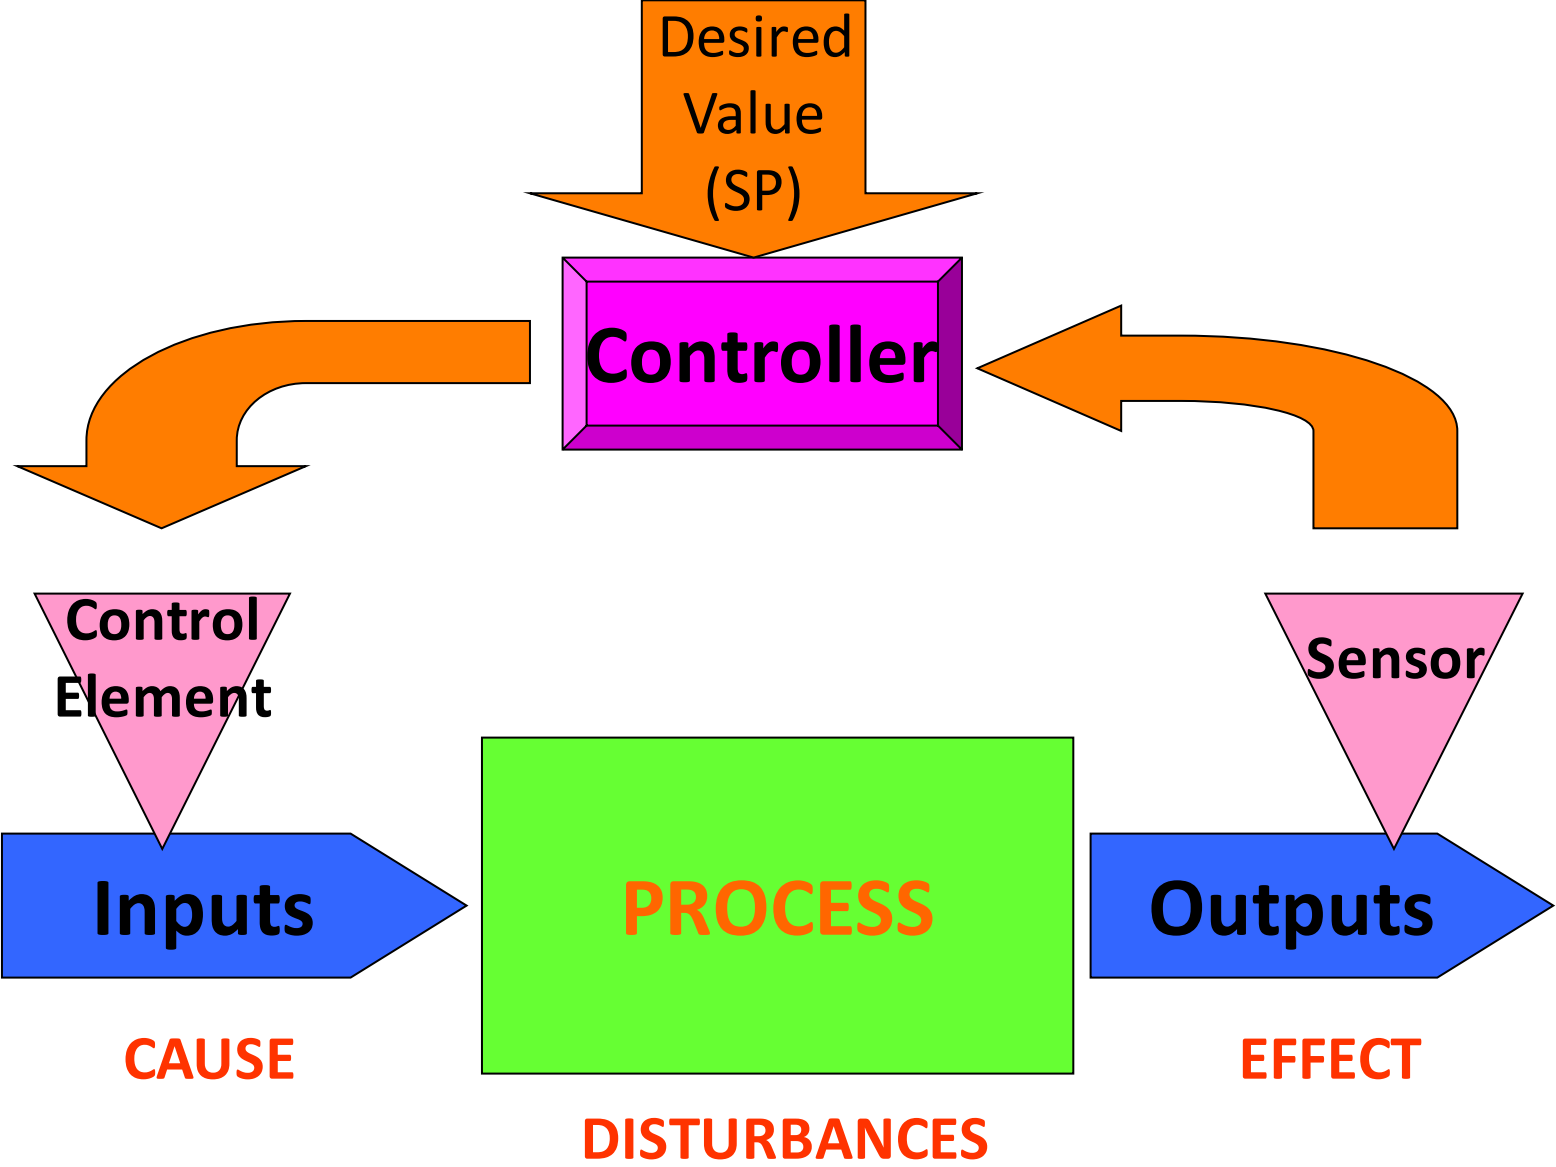 Desired
Value
(SP)
Controller
Control
Element
Sensor
Inputs
PROCESS
Outputs
CAUSE
EFFECT
DISTURBANCES